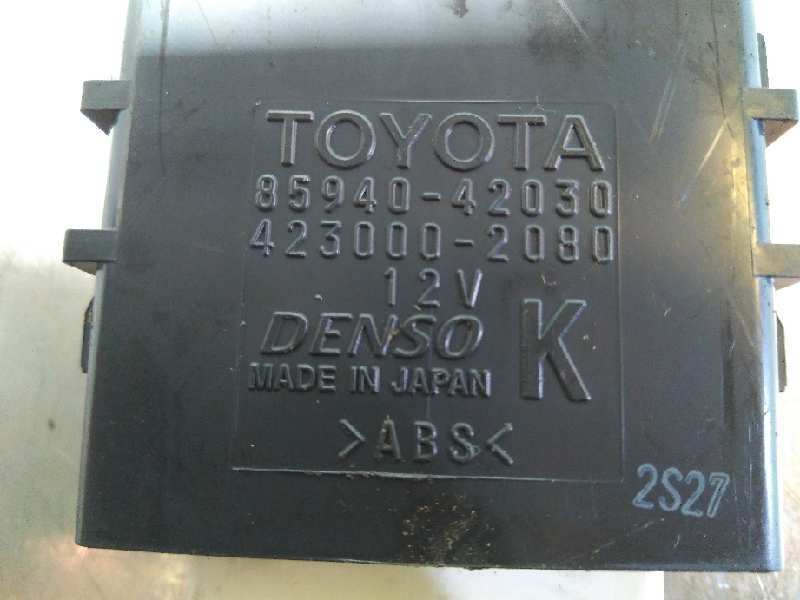 TOYOTA
85940-42030
423000-2080
12V
DENSO K
MADE IN JAPAN
>ABS<
2S27